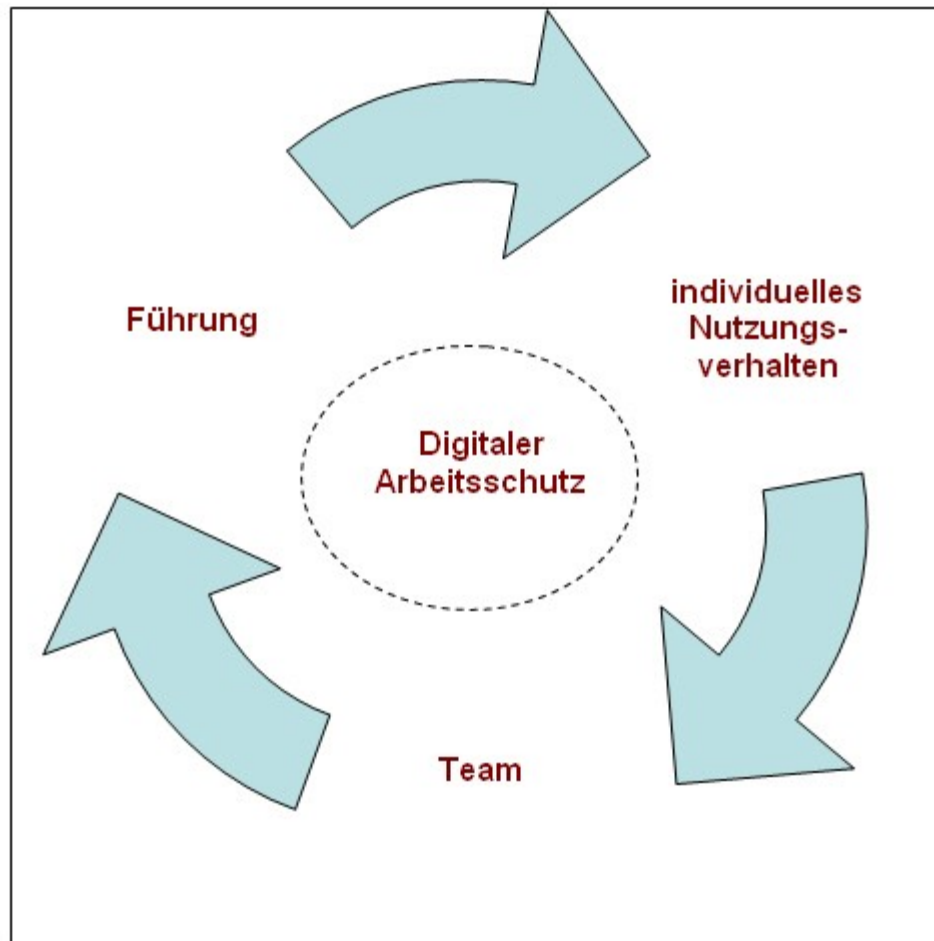 Führung
individuelles
Nutzungs-
verhalten
Digitaler
Arbeitsschutz
Team